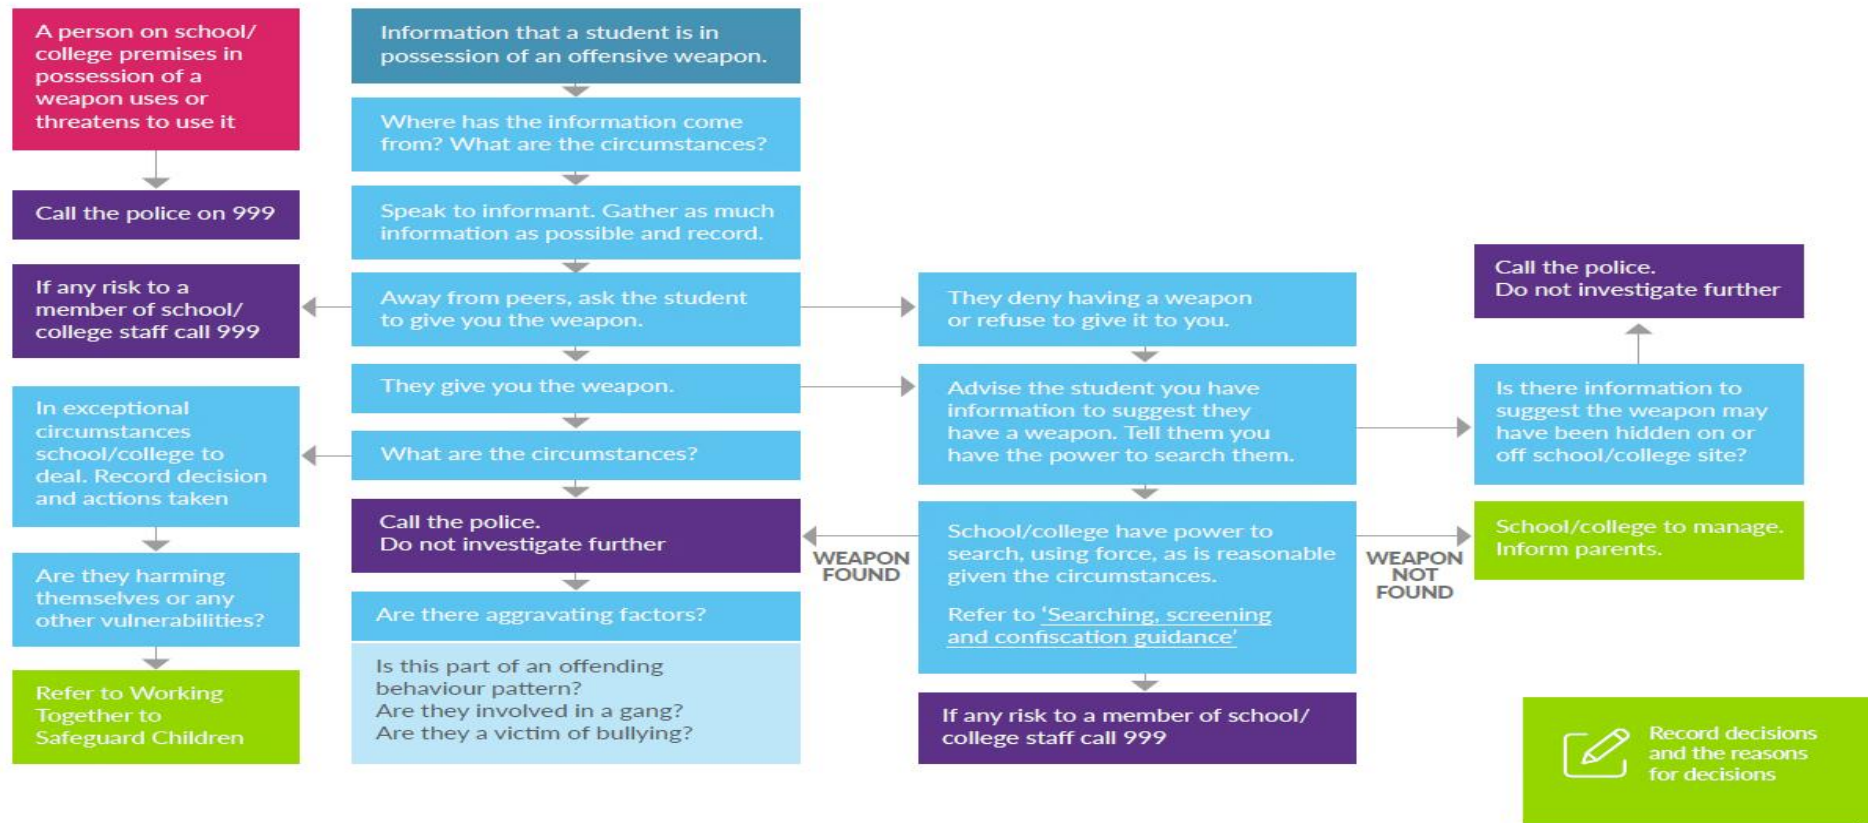 A person on school/
college premises in
possession of a
weapon uses or
threatens to use it
Call the police on 999
If any risk to a
member of school/
college staff call 999
In exceptional
circumstances
school/college to
deal. Record decision
and actions taken
Are they harming
themselves or any
other vulnerabilities?
Refer to Working
Together to
Safeguard Children
Information that a student is in
possession of an offensive weapon.
Where has the information come
from? What are the circumstances?
Speak to informant. Gather as much
information as possible and record.
Away from peers, ask the student
to give you the weapon.
They give you the weapon.
What are the circumstances?
Call the police.
Do not investigate further
Are there aggravating factors?
Is this part of an offending
behaviour pattern?
Are they involved in a gang?
Are they a victim of bullying?
WEAPON
FOUND
They deny having a weapon
or refuse to give it to you.
Advise the student you have
information to suggest they
have a weapon. Tell them you
have the power to search them.
School/college have power to
search, using force, as is reasonable
given the circumstances.
Refer to ‘Searching, screening
and confiscation guidance’
If any risk to a member of school/
college staff call 999
WEAPON
NOT
FOUND
Call the police.
Do not investigate further
Is there information to
suggest the weapon may
have been hidden on or
off school/college site?
School/college to manage.
Inform parents.
Record decisions
and the reasons
for decisions